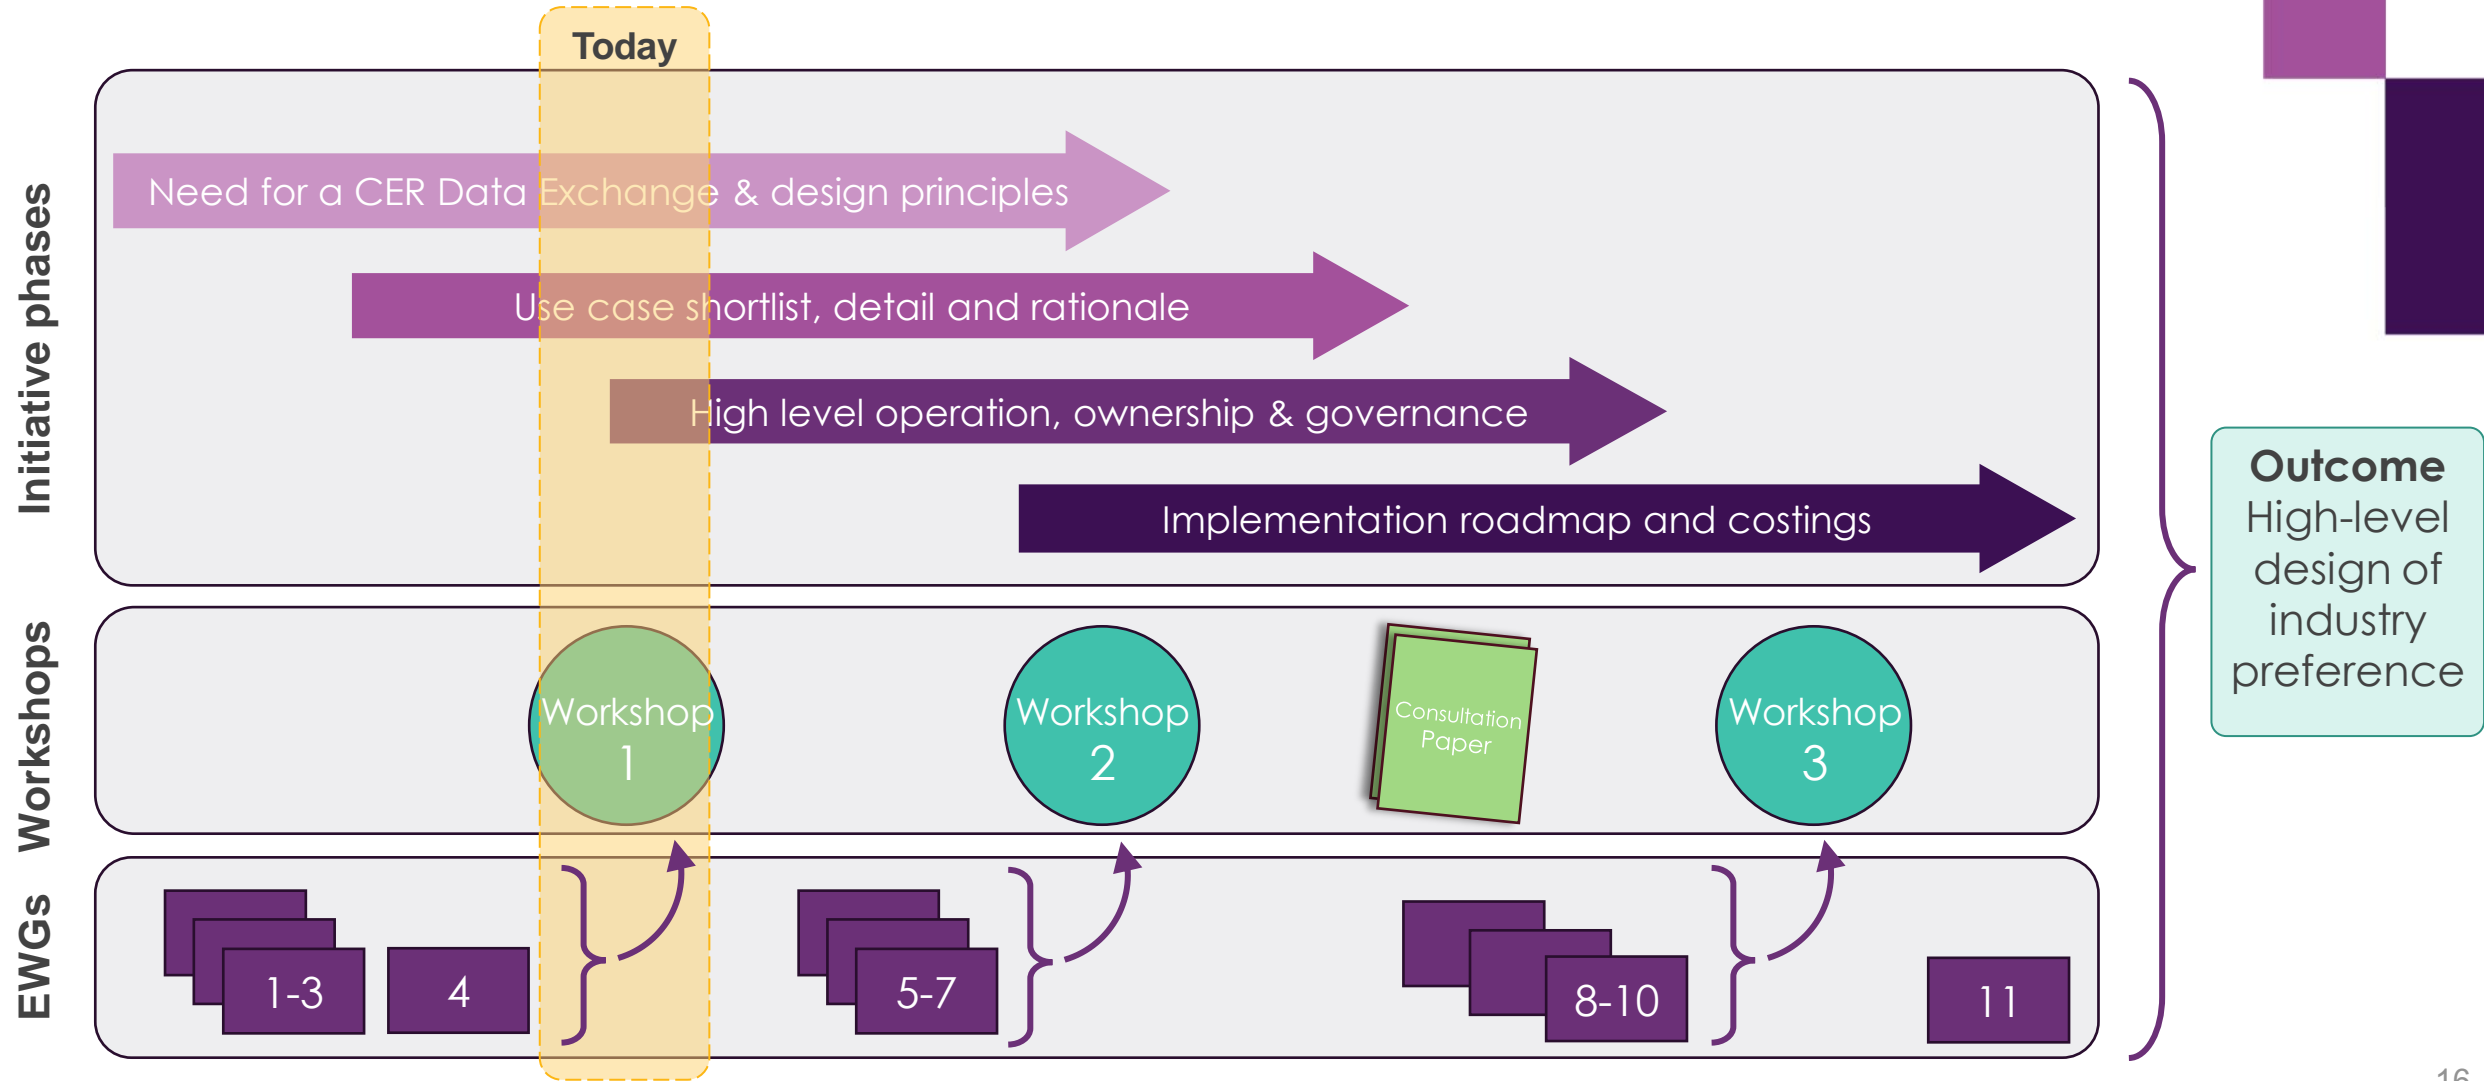 Today
Initiative phases
Need for a CER Data Exchange & design principles
Use case shortlist, detail and rationale
High level operation, ownership & governance
Implementation roadmap and costings
Workshops
Workshop
1
Workshop
2
Consultation
Paper
Workshop
3
EWGs
1-3
4
5-7
8-10
11
Outcome
High-level
design of
industry
preference
16